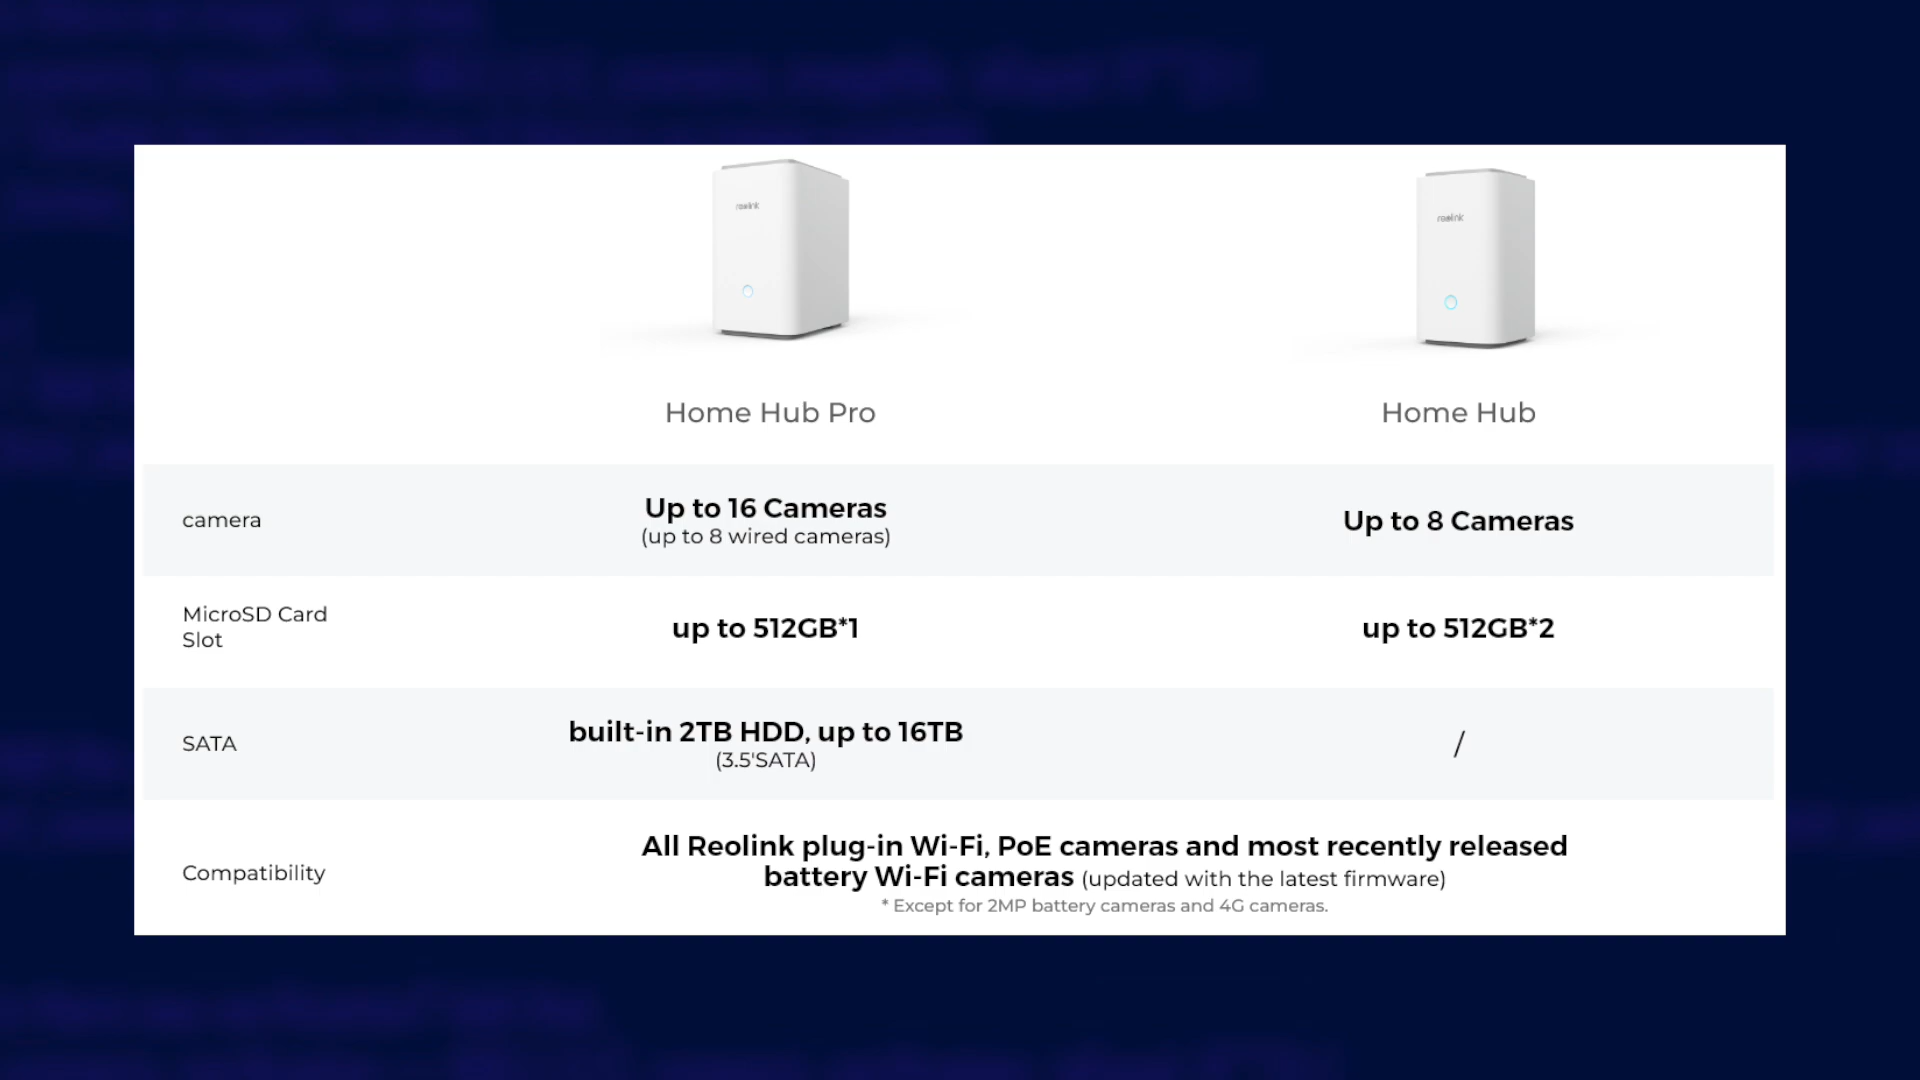 reolink
reolink
Home Hub Pro
Home Hub
camera
Up to 16 Cameras
(up to 8 wired cameras)
Up to 8 Cameras
MicroSD Card
Slot
up to 512GB*1
up to 512GB*2
SATA
built-in 2TB HDD, up to 16TB
(3.5'SATA)
/
Compatibility
All Reolink plug-in Wi-Fi, PoE cameras and most recently released
battery Wi-Fi cameras (updated with the latest firmware)
* Except for 2MP battery cameras and 4G cameras.